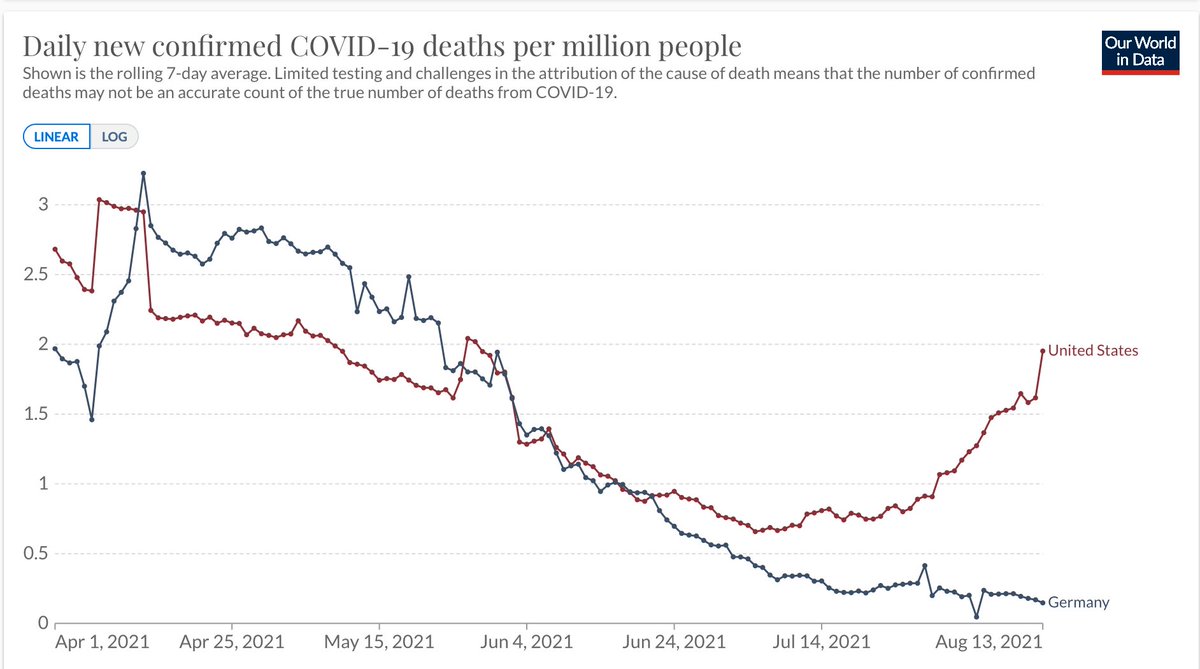 Daily new confirmed COVID-19 deaths per million people
Our World
in Data
Shown is the rolling 7-day average. Limited testing and challenges in the attribution of the cause of death means that the number of confirmed
deaths may not be an accurate count of the true number of deaths from COVID-19.
LINEAR LOG
3
2.5
2
1.5
1
0.5
0
United States
Germany
Apr 1, 2021 Apr 25, 2021 May 15, 2021 Jun 4, 2021 Jun 24, 2021 Jul 14, 2021 Aug 13, 2021